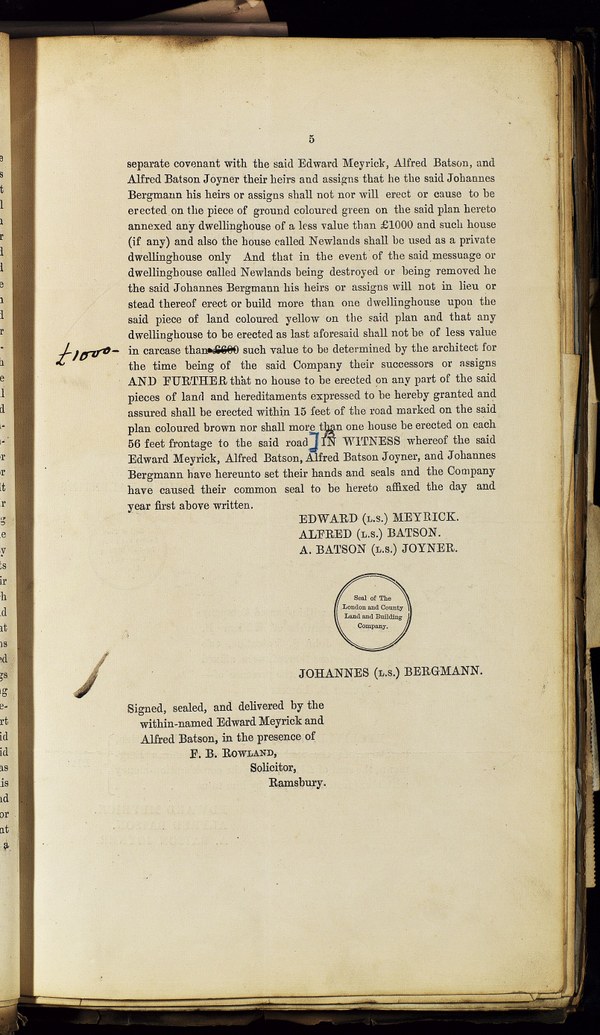 5
separate covenant with the said Edward Meyrick, Alfred Batson, and
Alfred Batson Joyner their heirs and assigns that he the said Johannes
Bergmann his heirs or assigns shall not nor will erect or cause to be
erected on the piece of ground coloured green on the said plan hereto
annexed any dwellinghouse of a less value than £1000 and such house
(if any) and also the house called Newlands shall be used as a private
dwellinghouse only And that in the event of the said messuage or
dwellinghouse called Newlands being destroyed or being removed he
the said Johannes Bergmann his heirs or assigns will not in lieu or
stead thereof erect or build more than one dwellinghouse upon the
said piece of land coloured yellow on the said plan and that any
dwellinghouse to be erected as last aforesaid shall not be of less value
£1000-
in carcase than such value to be determined by the architect for
the time being of the said Company their successors or assigns
AND FURTHER that no house to be erected on any part of the said
pieces of land and hereditaments expressed to be hereby granted and
assured shall be erected within 15 feet of the road marked on the said
plan coloured brown nor shall more than one house be erected on each
56 feet frontage to the said road] IN WITNESS whereof the said
Edward Meyrick, Alfred Batson, Alfred Batson Joyner, and Johannes
Bergmann have hereunto set their hands and seals and the Company
have caused their common seal to be hereto affixed the day and
year first above written.
EDWARD (L.S.) MEYRICK.
ALFRED (L.S.) BATSON.
A. BATSON (L.S.) JOYNER.
Seal of The
London and County
Land and Building
Company.
JOHANNES (L.S.) BERGMANN.
Signed, sealed, and delivered by the
within-named Edward Meyrick and
Alfred Batson, in the presence of
F. B. ROWLAND,
Solicitor,
Ramsbury.